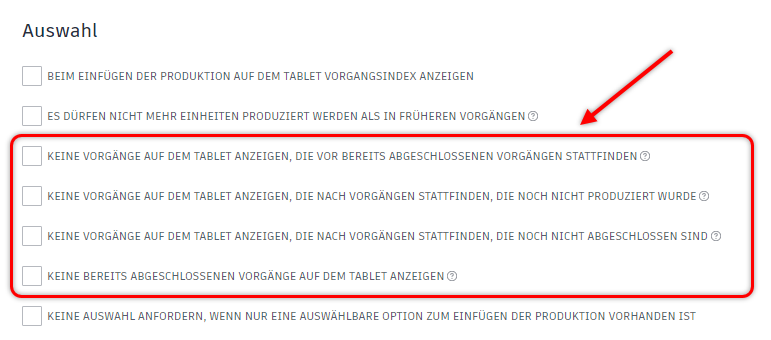 Auswahl
BEIM EINFÜGEN DER PRODUKTION AUF DEM TABLET VORGANGSINDEX ANZEIGEN
ES DÜRFEN NICHT MEHR EINHEITEN PRODUZIERT WERDEN ALS IN FRÜHEREN VORGÄNGEN ?
KEINE VORGÄNGE AUF DEM TABLET ANZEIGEN, DIE VOR BEREITS ABGESCHLOSSENEN VORGÄNGEN STATTFINDEN ?
KEINE VORGÄNGE AUF DEM TABLET ANZEIGEN, DIE NACH VORGÄNGEN STATTFINDEN, DIE NOCH NICHT PRODUZIERT WURDE ?
KEINE VORGÄNGE AUF DEM TABLET ANZEIGEN, DIE NACH VORGÄNGEN STATTFINDEN, DIE NOCH NICHT ABGESCHLOSSEN SIND ?
KEINE BEREITS ABGESCHLOSSENEN VORGÄNGE AUF DEM TABLET ANZEIGEN ?
KEINE AUSWAHL ANFORDERN, WENN NUR EINE AUSWÄHLBARE OPTION ZUM EINFÜGEN DER PRODUKTION VORHANDEN IST